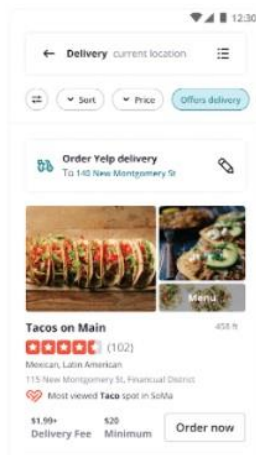 12:30
Delivery current location
Sort
Price
Offers delivery
Order Yelp delivery
To 140 New Montgomery St
Menu
Tacos on Main
458 ft
(102)
Mexican, Latin American
115 New Montgomery St, Financial District
Most viewed Taco spot in SoMa
$1.99+
Delivery Fee
$20
Minimum
Order now